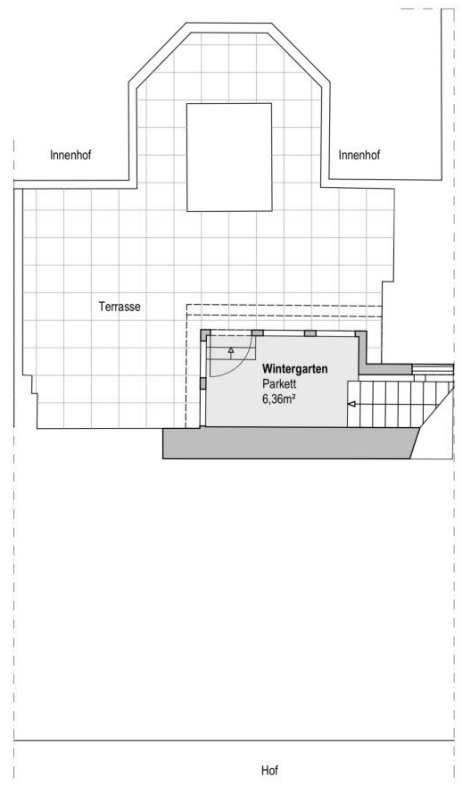 Innenhof
Innenhof
Terrasse
Wintergarten
Parkett
6,36m²
Hof